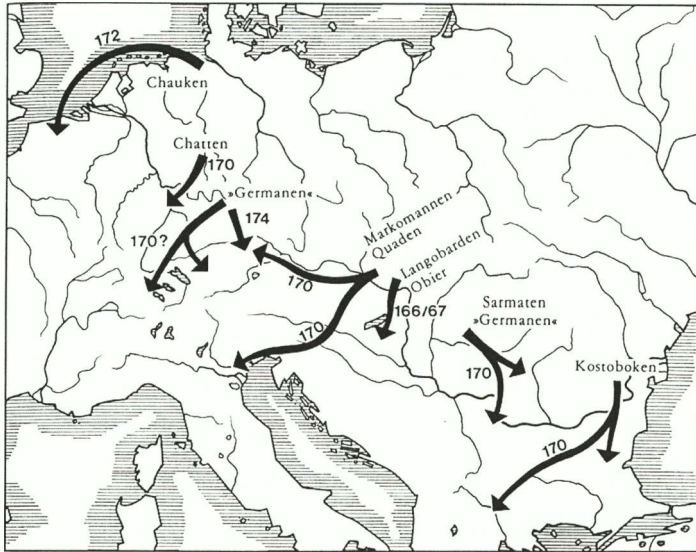 172
Chauken
Chatten
170
»Germanen«
174
170?
Markomannen
Quaden
Langobarden
Obier
170
166/67
170
Sarmaten
»Germanen«
170
Kostoboken
170